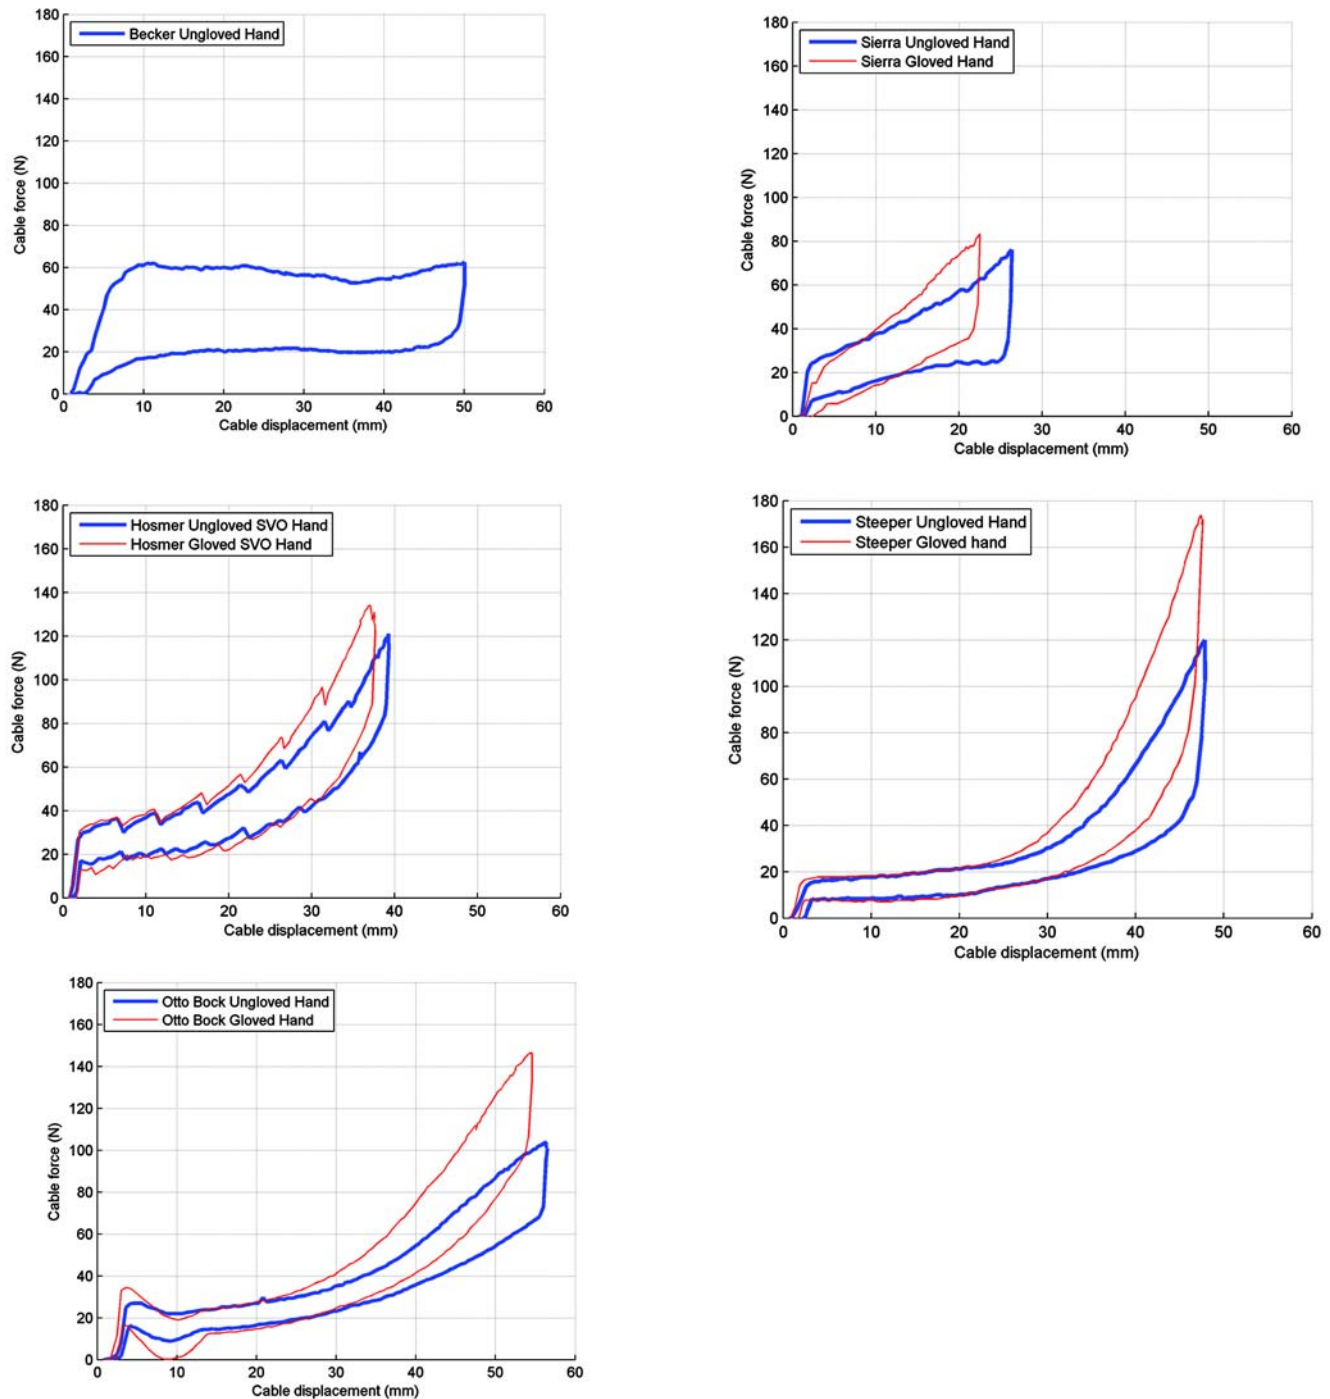 Becker Ungloved Hand
180
160
140
120
100
80
60
40
20
0
Cable force (N)
0 10 20 30 40 50 60
Cable displacement (mm)
Sierra Ungloved Hand
Sierra Gloved Hand
180
160
140
120
100
80
60
40
20
0
Cable force (N)
0 10 20 30 40 50 60
Cable displacement (mm)
Hosmer Ungloved SVO Hand
Hosmer Gloved SVO Hand
180
160
140
120
100
80
60
40
20
0
Cable force (N)
0 10 20 30 40 50 60
Cable displacement (mm)
Steeper Ungloved Hand
Steeper Gloved hand
180
160
140
120
100
80
60
40
20
0
Cable force (N)
0 10 20 30 40 50 60
Cable displacement (mm)
Otto Bock Ungloved Hand
Otto Bock Gloved Hand
180
160
140
120
100
80
60
40
20
0
Cable force (N)
0 10 20 30 40 50 60
Cable displacement (mm)